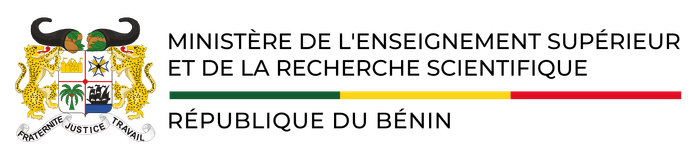 MINISTÈRE DE L'ENSEIGNEMENT SUPÉRIEUR
ET DE LA RECHERCHE SCIENTIFIQUE
RÉPUBLIQUE DU BÉNIN
FRATERNITE JUSTICE TRAVAIL